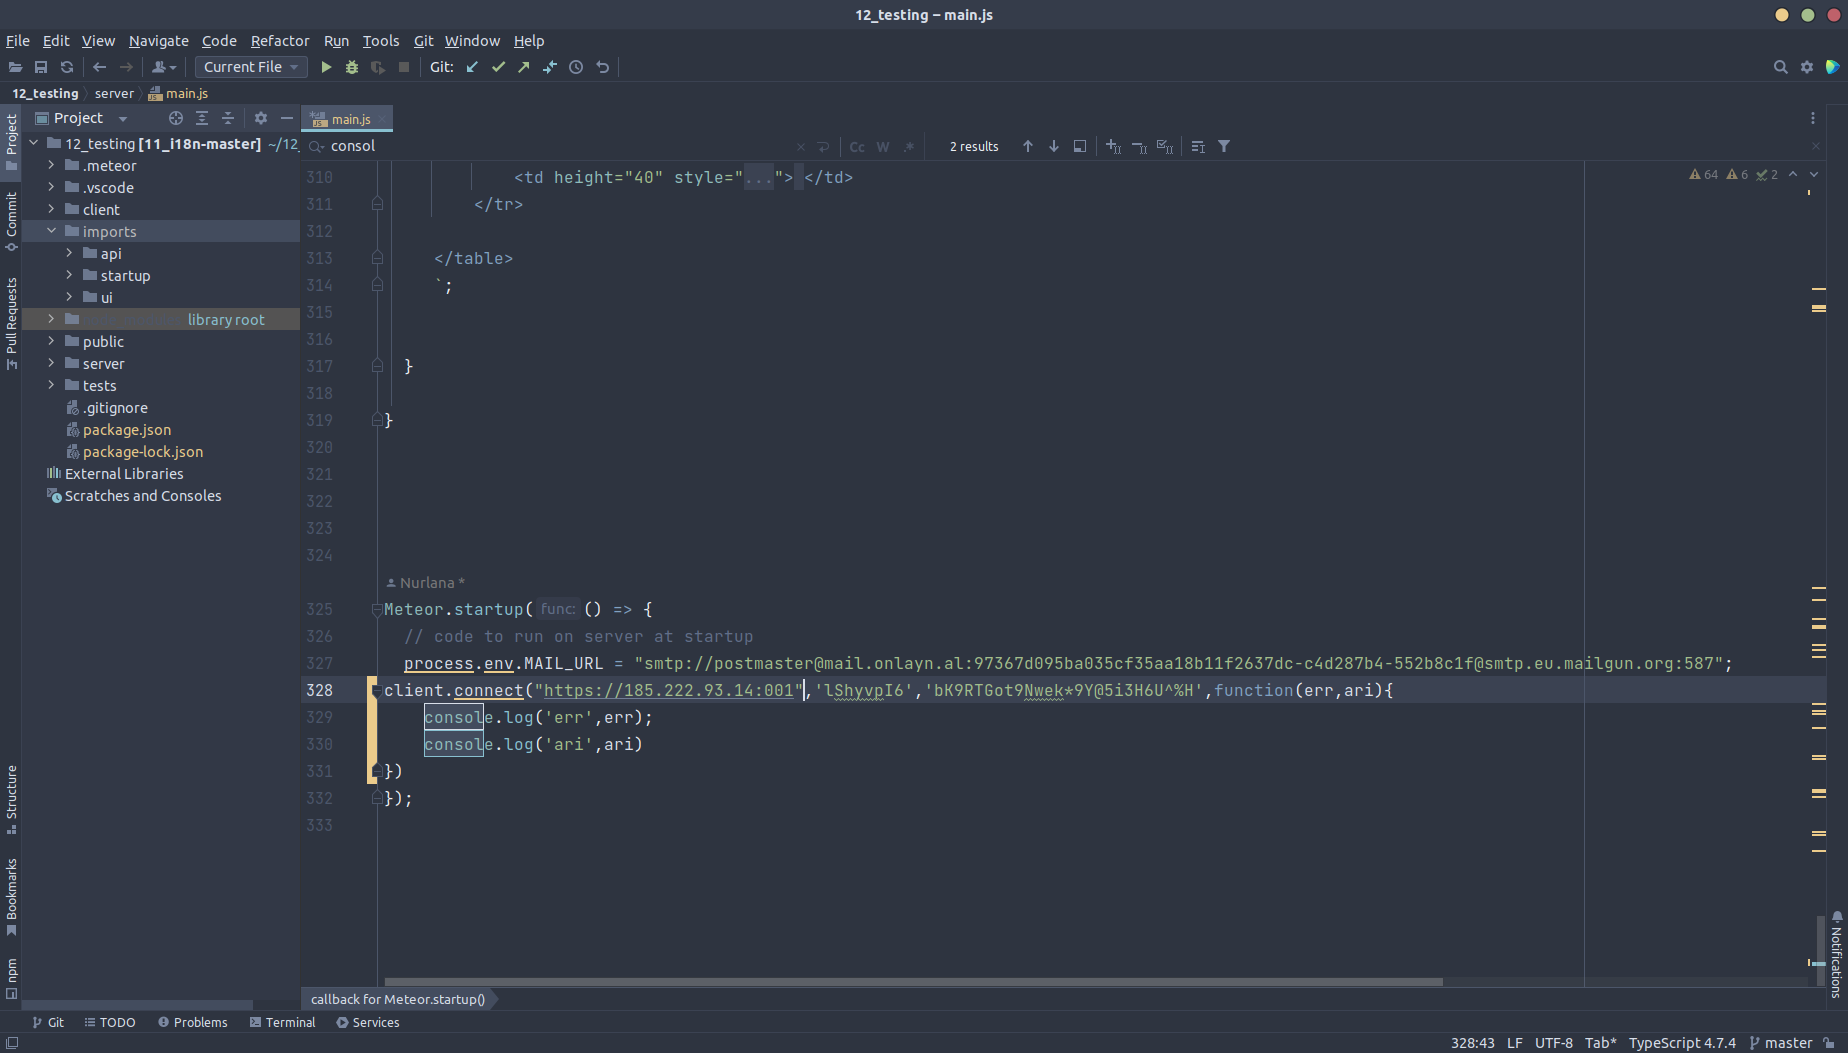 12_testing – main.js
File Edit View Navigate Code Refactor Run Tools Git Window Help
Current File Git:
12_testing server main.js
Project
main.js
12_testing [11_i18n-master] ~/12_
consol
Cc W .* 2 results
.meteor
.vscode
client
imports
api
startup
ui
library root
public
server
tests
.gitignore
package.json
package-lock.json
External Libraries
Scratches and Consoles
Project
Commit
Pull Requests
Structure
Bookmarks
npm
64 6 2
310 <td height="40" style="..."> </td>
311 </tr>
312
313 </table>
314 `;
315
316
317 }
318
319 }
320
321
322
323
324
Nurlana *
325 Meteor.startup( func: () => {
326 // code to run on server at startup
327 process.env.MAIL_URL = "smtp://postmaster@mail.onlayn.al:97367d095ba035cf35aa18b11f2637dc-c4d287b4-552b8c1f@smtp.eu.mailgun.org:587";
328 client.connect("https://185.222.93.14:001",'lShyvpI6','bK9RTGot9Nwek*9Y@5i3H6U^%H',function(err,ari){
329 console.log('err',err);
330 console.log('ari',ari)
331 })
332 });
333
Notifications
callback for Meteor.startup()
Git TODO Problems Terminal Services
328:43 LF UTF-8 Tab* TypeScript 4.7.4 master